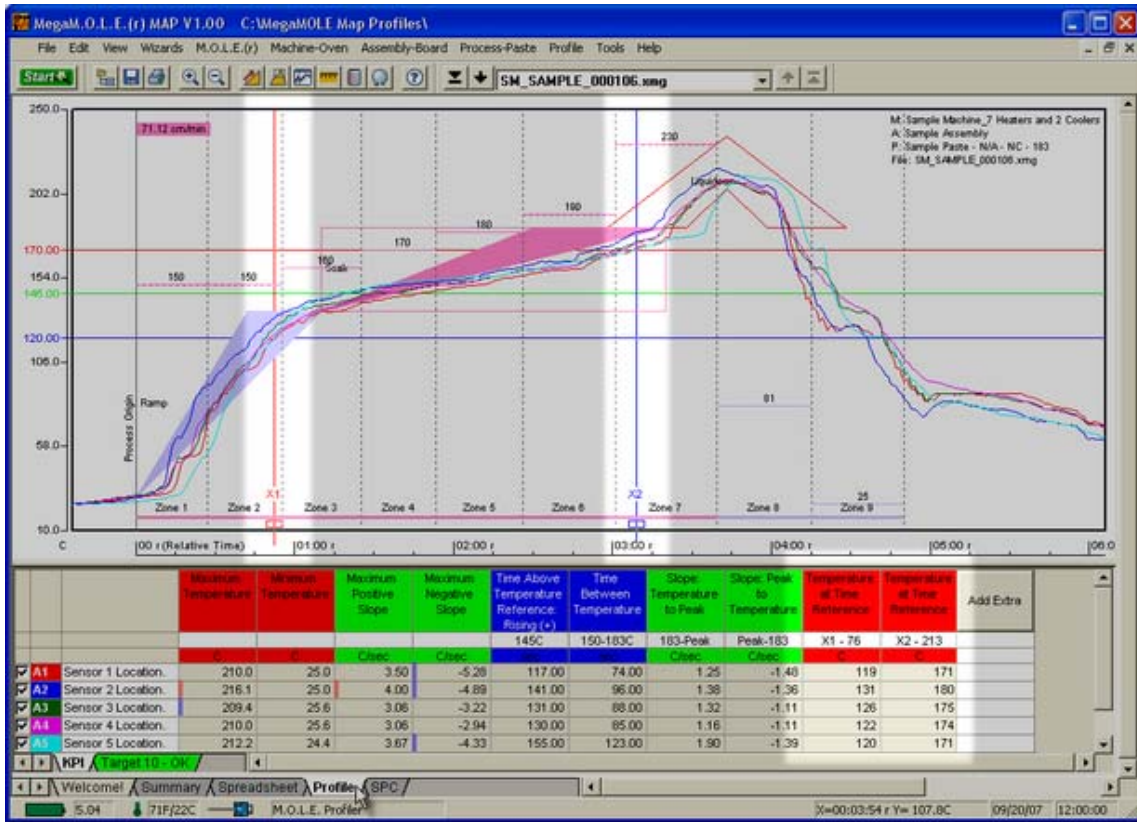 MegaM.O.L.E.(r) MAP V1.00 C:\MegaMOLE Map Profiles\
File Edit View Wizards M.O.L.E.(r) Machine-Oven Assembly-Board Process-Paste Profile Tools Help
Start SM_SAMPLE_000106.xmg
M: Sample Machine_7 Heaters and 2 Coolers
A: Sample Assembly
P: Sample Paste - N/A - NC - 183
File: SM_SAMPLE_000106.xmg
260.0
71.12 cm/min
230
202.0
Liquidous
190
180
170
170.00
160
Soak
154.0
150 150
145.00
120.00
106.0
Ramp
81
58.0
Process Origin
25
X1 X2
Zone 1 Zone 2 Zone 3 Zone 4 Zone 5 Zone 6 Zone 7 Zone 8 Zone 9
10.0
C 00 r (Relative Time) 01:00 r 02:00 r 03:00 r 04:00 r 05:00 r 06:0
Maximum Temperature Minimum Temperature Maximum Positive Slope Maximum Negative Slope Time Above Temperature Reference: Rising (+) Time Between Temperature Slope: Temperature to Peak Slope: Peak to Temperature Temperature at Time Reference Temperature at Time Reference Add Extra
145C 150-183C 183-Peak Peak-183 X1 - 76 X2 - 213
C C C/sec C/sec C/sec C/sec C C
A1 Sensor 1 Location. 210.0 25.0 3.50 -5.28 117.00 74.00 1.25 -1.48 119 171
A2 Sensor 2 Location. 216.1 25.0 4.00 -4.89 141.00 96.00 1.38 -1.36 131 180
A3 Sensor 3 Location. 209.4 25.6 3.06 -3.22 131.00 88.00 1.32 -1.11 126 175
A4 Sensor 4 Location. 210.0 25.6 3.06 -2.94 130.00 85.00 1.16 -1.11 122 174
A5 Sensor 5 Location. 212.2 24.4 3.67 -4.33 155.00 123.00 1.90 -1.39 120 171
KPI Target 10 - OK
Welcome! Summary Spreadsheet Profile SPC
5.04 71F/22C M.O.L.E. Profiler X=00:03:54 r Y= 107.8C 09/20/07 12:00:00